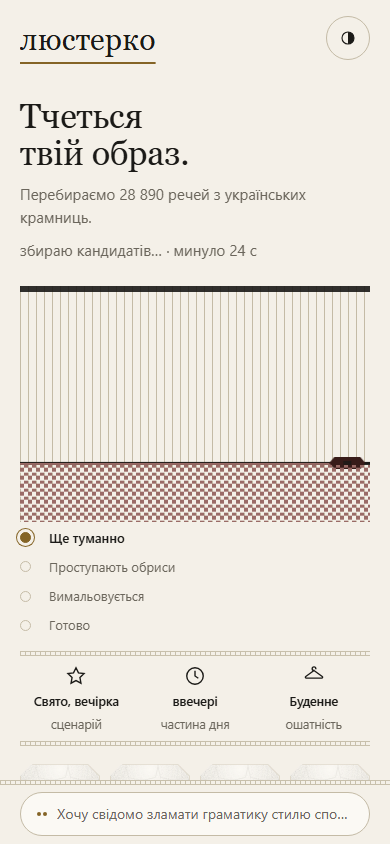 люстерко
Тчеться
твій образ.
Перебираємо 28 890 речей з українських
крамниць.
збираю кандидатів... · минуло 24 с
Ще туманно
Проступають обриси
Вимальовується
Готово
Свято, вечірка
ввечері
Буденне
сценарій
частина дня
ошатність
Хочу свідомо зламати граматику стилю спо...